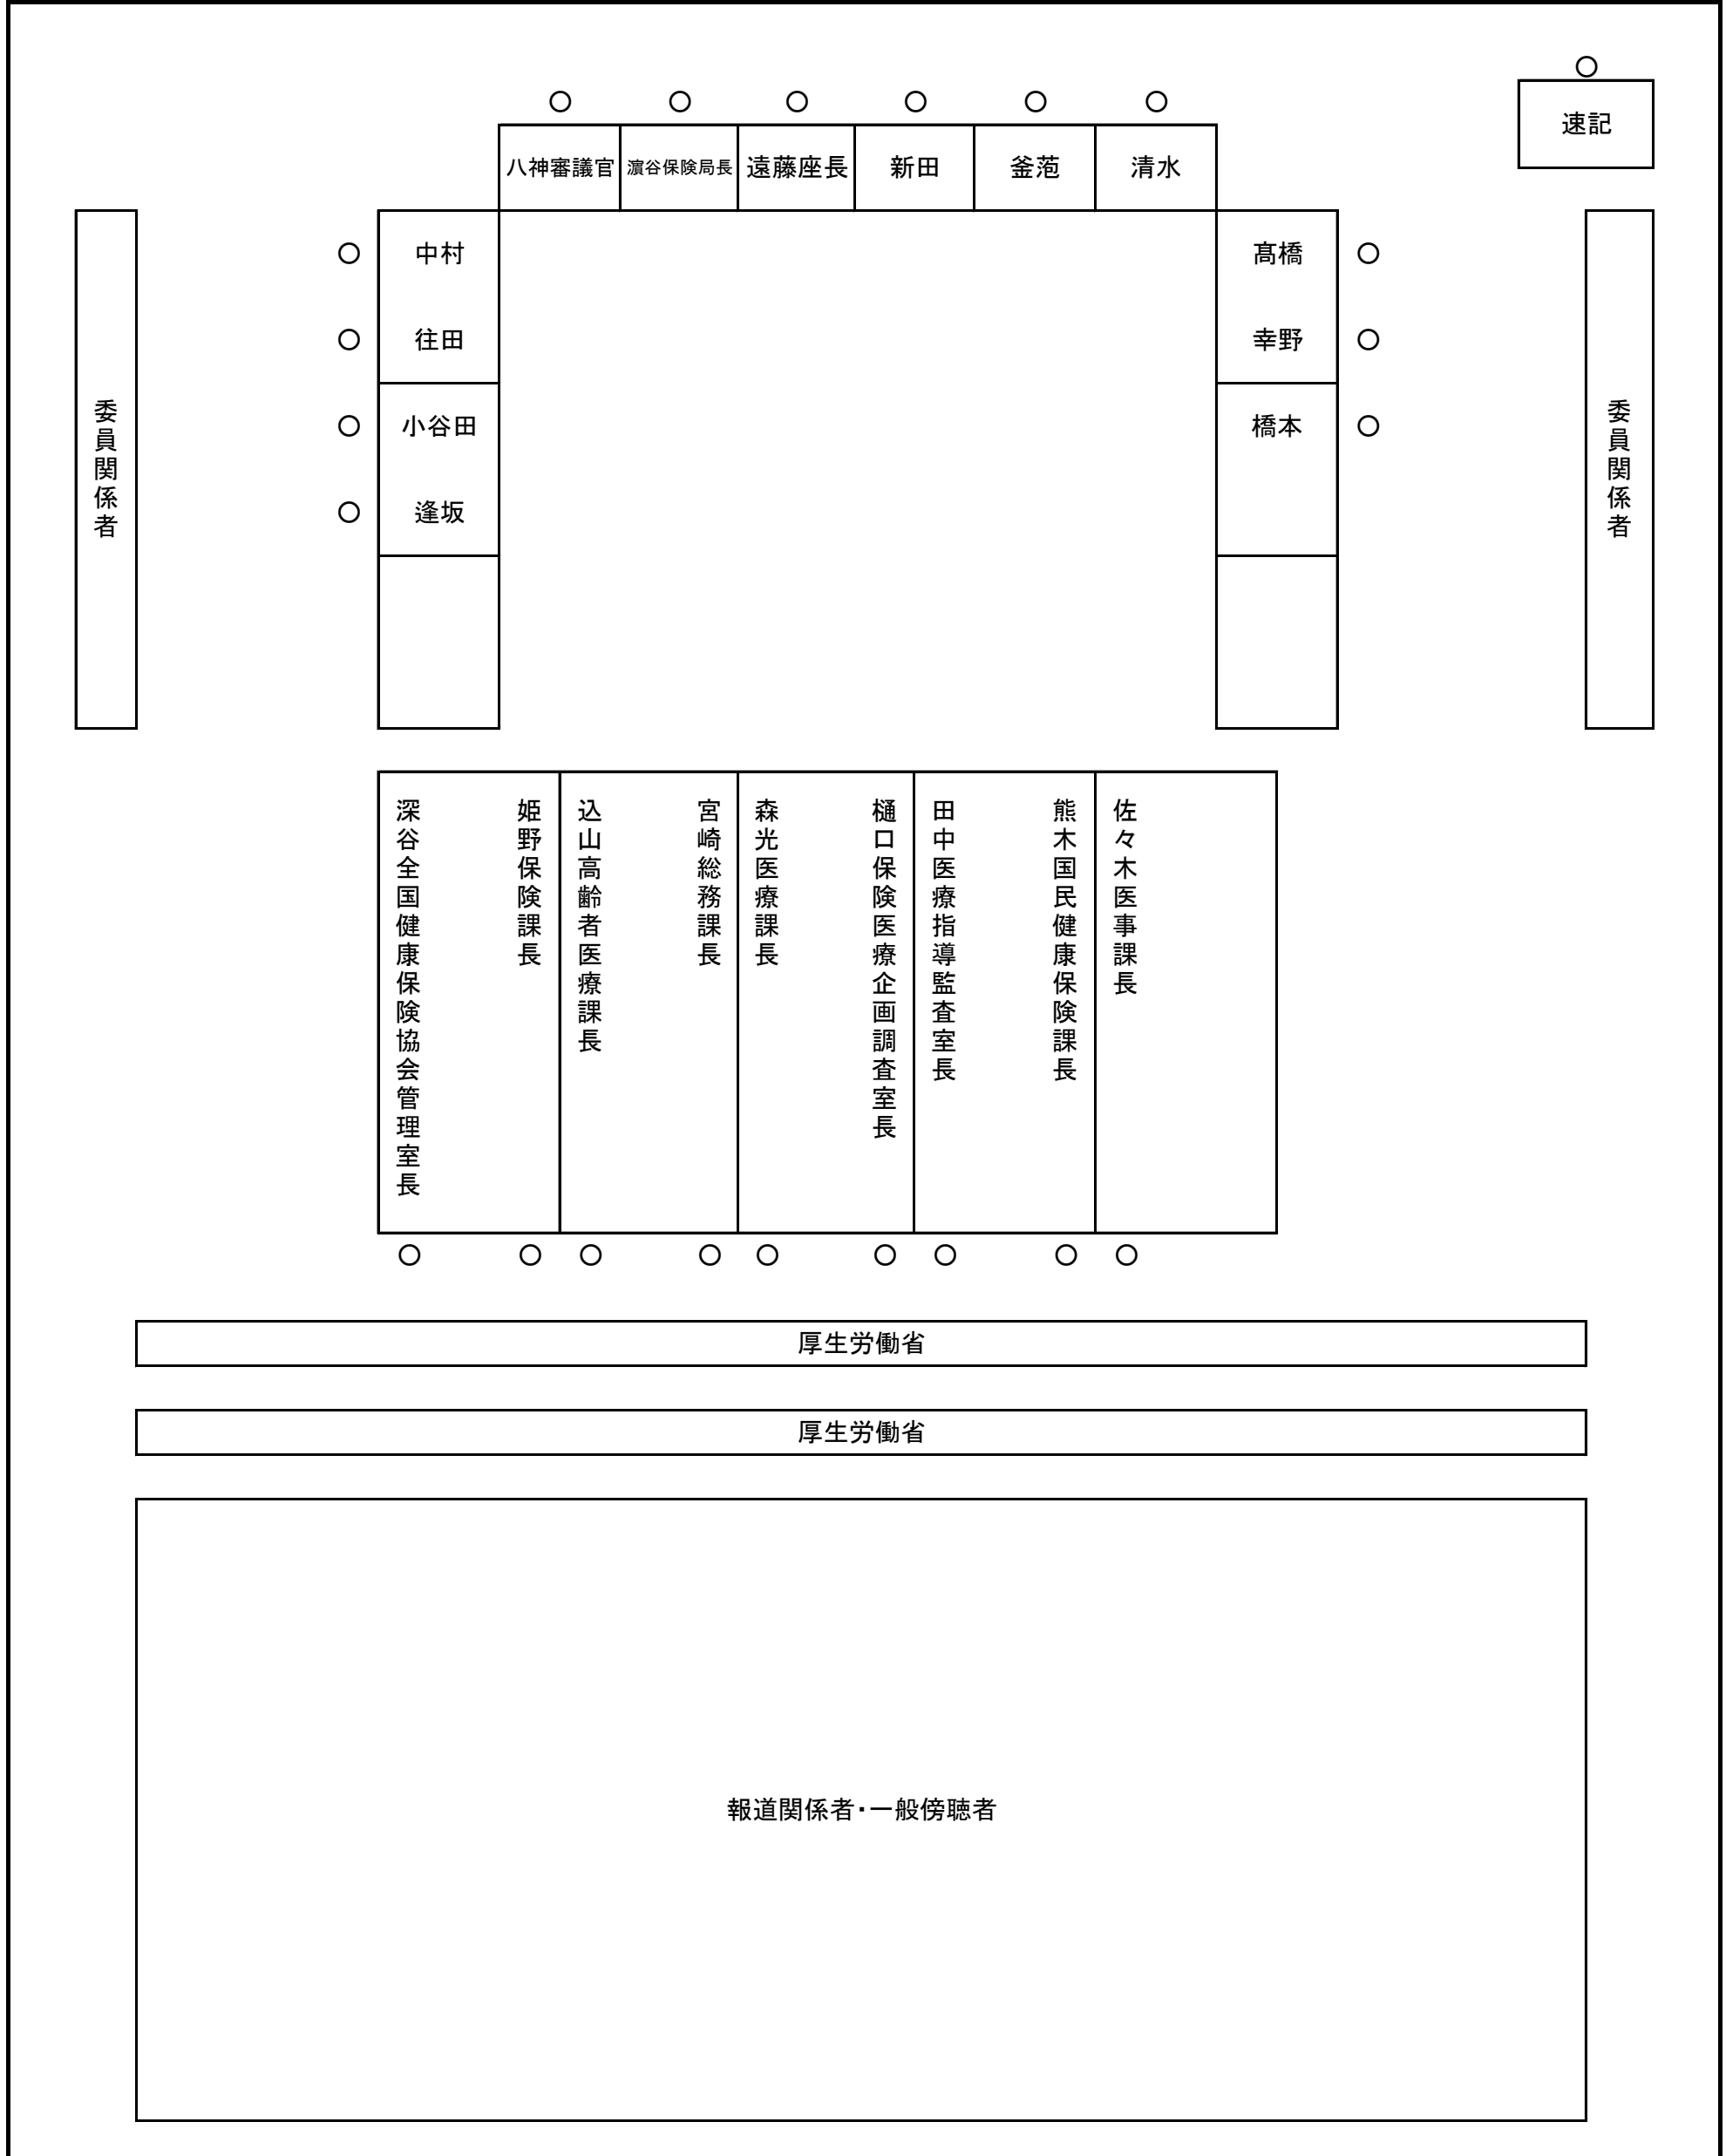 速記
八神審議官
濵谷保険局長
遠藤座長
新田
釜萢
清水
中村
往田
小谷田
逢坂
髙橋
幸野
橋本
委員関係者
委員関係者
深谷全国健康保険協会管理室長
姫野保険課長
込山高齢者医療課長
宮崎総務課長
森光医療課長
樋口保険医療企画調査室長
田中医療指導監査室長
熊木国民健康保険課長
佐々木医事課長
厚生労働省
厚生労働省
報道関係者・一般傍聴者